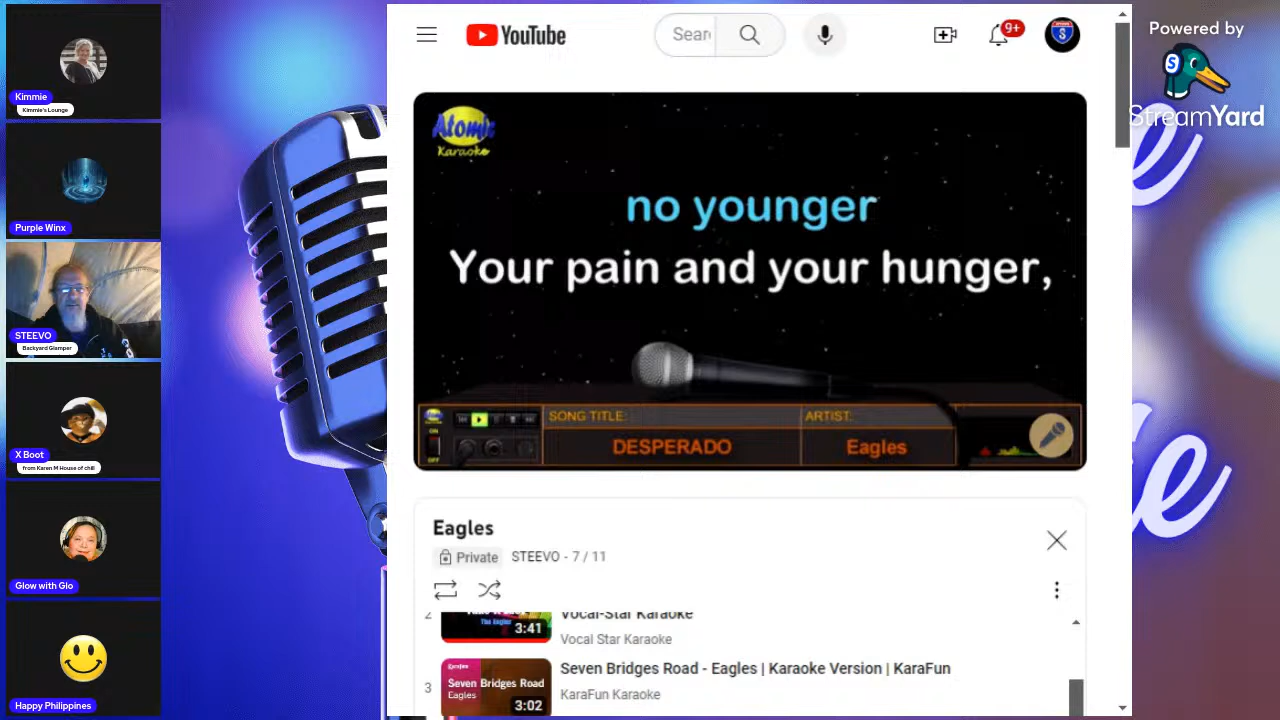 Kimmie
Kimmie's Lounge
Purple Winx
STEEVO
Backyard Glamper
X Boot
from Karen M House of chill
Glow with Glo
Happy Philippines
YouTube
Sear
9+
Atomic
Karaoke
no younger
Your pain and your hunger,
ON
OFF
SONG TITLE:
DESPERADO
ARTIST:
Eagles
Eagles
Private
STEEVO - 7 / 11
2
3:41
Vocal-Star Karaoke
Vocal Star Karaoke
3
Seven Bridges Road
Eagles
3:02
Seven Bridges Road - Eagles | Karaoke Version | KaraFun
KaraFun Karaoke
Powered by
S
StreamYard